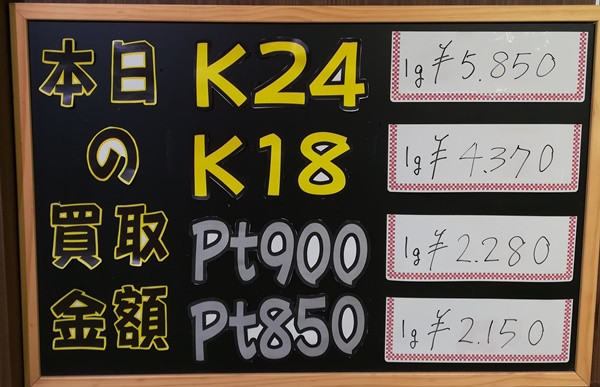 本日
の
買取
金額
K24 1g ¥5.850
K18 1g ¥4.370
Pt900 1g ¥2.280
Pt850 1g ¥2.150